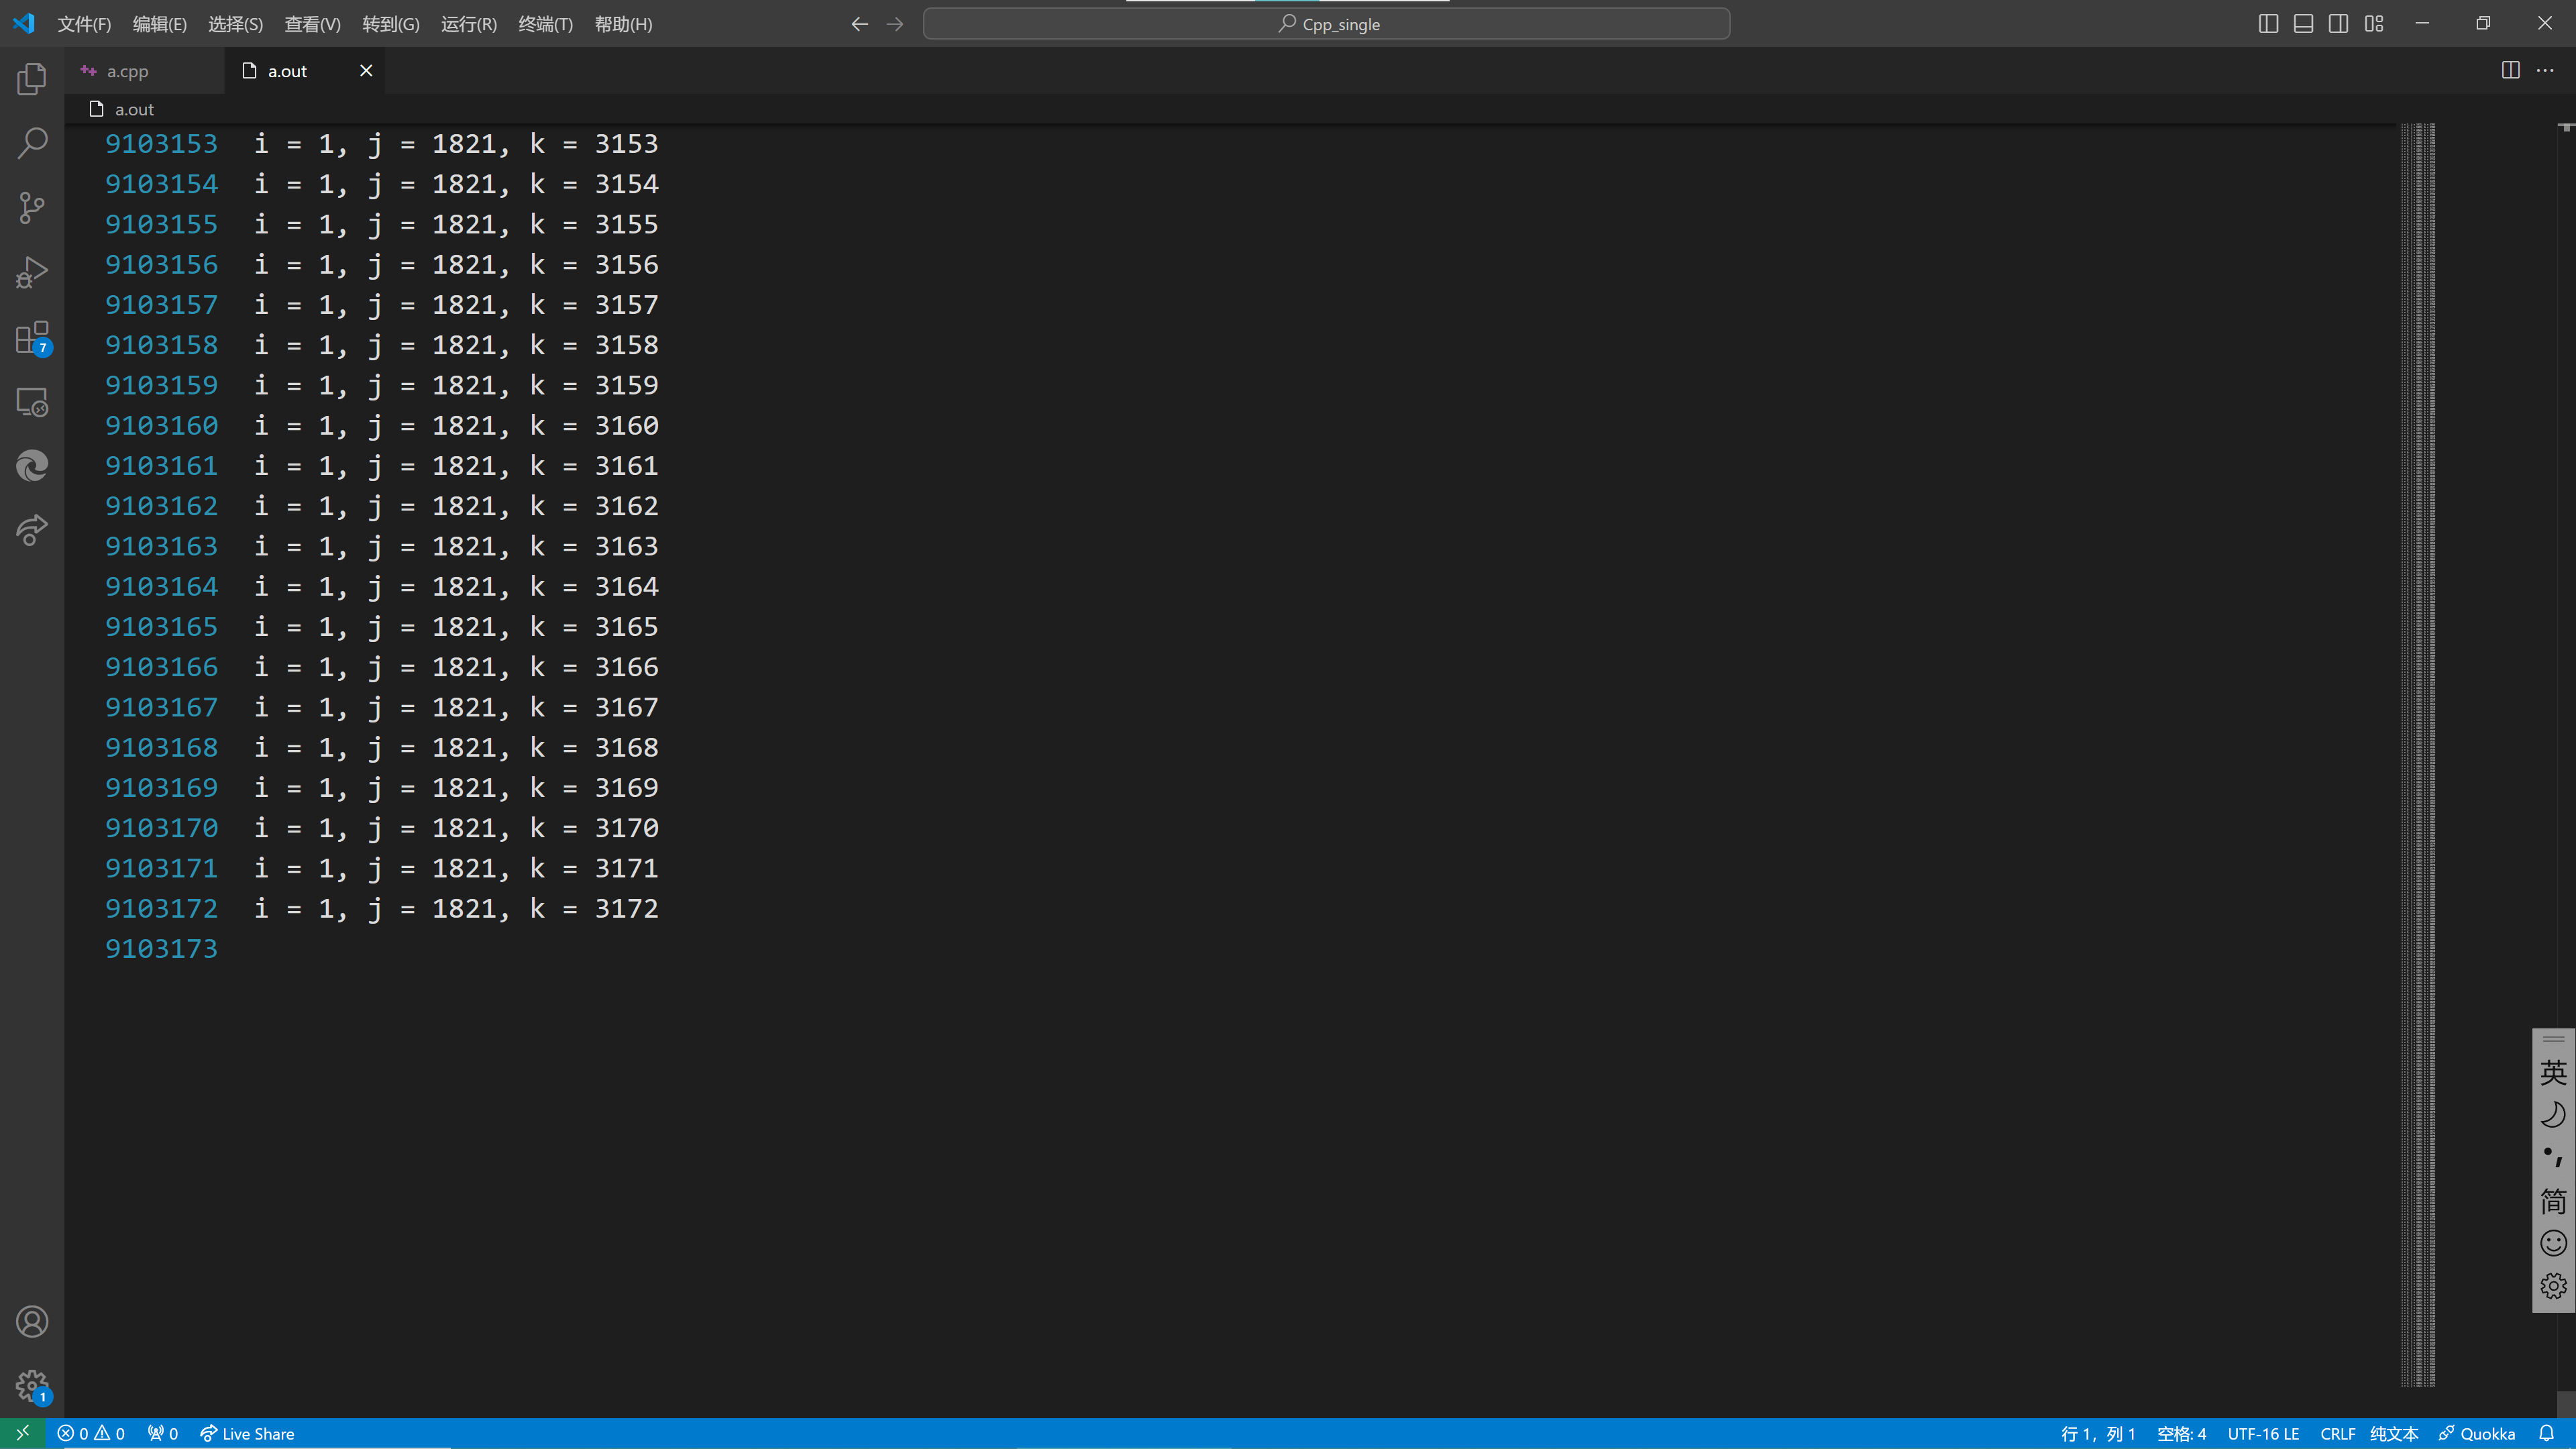 文件(F) 编辑(E) 选择(S) 查看(V) 转到(G) 运行(R) 终端(T) 帮助(H) Cpp_single
a.cpp a.out
a.out
9103153 i = 1, j = 1821, k = 3153
9103154 i = 1, j = 1821, k = 3154
9103155 i = 1, j = 1821, k = 3155
9103156 i = 1, j = 1821, k = 3156
9103157 i = 1, j = 1821, k = 3157
9103158 i = 1, j = 1821, k = 3158
9103159 i = 1, j = 1821, k = 3159
9103160 i = 1, j = 1821, k = 3160
9103161 i = 1, j = 1821, k = 3161
9103162 i = 1, j = 1821, k = 3162
9103163 i = 1, j = 1821, k = 3163
9103164 i = 1, j = 1821, k = 3164
9103165 i = 1, j = 1821, k = 3165
9103166 i = 1, j = 1821, k = 3166
9103167 i = 1, j = 1821, k = 3167
9103168 i = 1, j = 1821, k = 3168
9103169 i = 1, j = 1821, k = 3169
9103170 i = 1, j = 1821, k = 3170
9103171 i = 1, j = 1821, k = 3171
9103172 i = 1, j = 1821, k = 3172
9103173
7
英
简
1
0 0 0 Live Share 行 1，列 1 空格: 4 UTF-16 LE CRLF 纯文本 Quokka